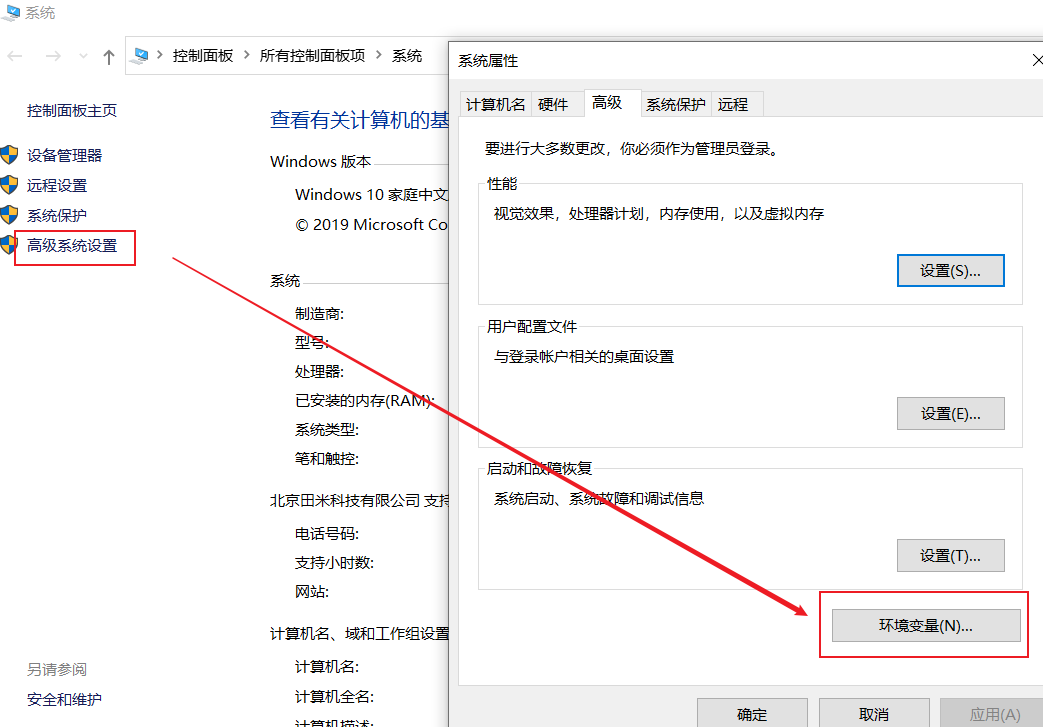 系统
控制面板 所有控制面板项 系统
控制面板主页
设备管理器
远程设置
系统保护
高级系统设置
另请参阅
安全和维护
查看有关计算机的基
Windows 版本
Windows 10 家庭中文
© 2019 Microsoft Co
系统
制造商:
型号:
处理器:
已安装的内存(RAM):
系统类型:
笔和触控:
北京田米科技有限公司 支持
电话号码:
支持小时数:
网站:
计算机名、域和工作组设置
计算机名:
计算机全名:
计算机描述:
系统属性
计算机名 硬件 高级 系统保护 远程
要进行大多数更改，你必须作为管理员登录。
性能
视觉效果，处理器计划，内存使用，以及虚拟内存
设置(S)...
用户配置文件
与登录帐户相关的桌面设置
设置(E)...
启动和故障恢复
系统启动、系统故障和调试信息
设置(T)...
环境变量(N)...
确定 取消 应用(A)